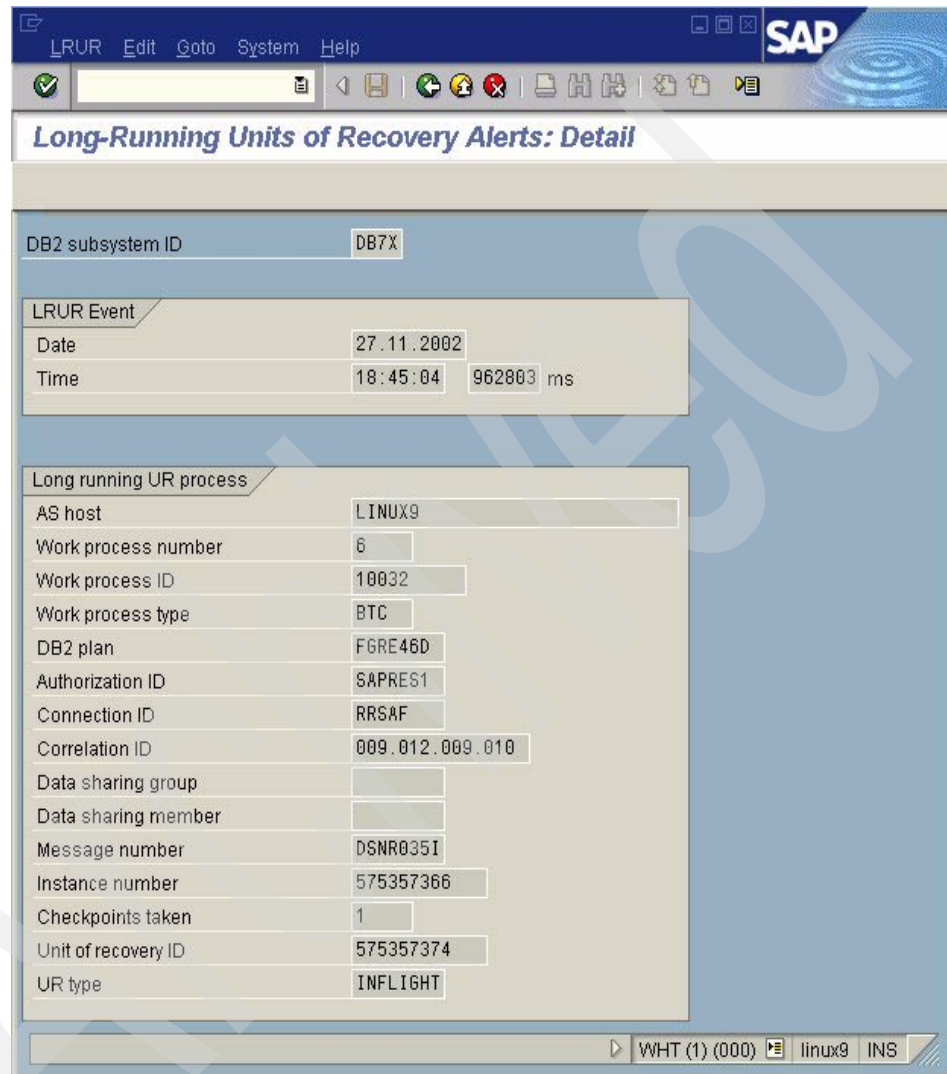 LRUR Edit Goto System Help
SAP
Long-Running Units of Recovery Alerts: Detail
DB2 subsystem ID DB7X
LRUR Event
Date 27.11.2002
Time 18:45:04 962803 ms
Long running UR process
AS host LINUX9
Work process number 6
Work process ID 10032
Work process type BTC
DB2 plan FGRE46D
Authorization ID SAPRES1
Connection ID RRSAF
Correlation ID 009.012.009.010
Data sharing group
Data sharing member
Message number DSNR035I
Instance number 575357366
Checkpoints taken 1
Unit of recovery ID 575357374
UR type INFLIGHT
WHT (1) (000) linux9 INS